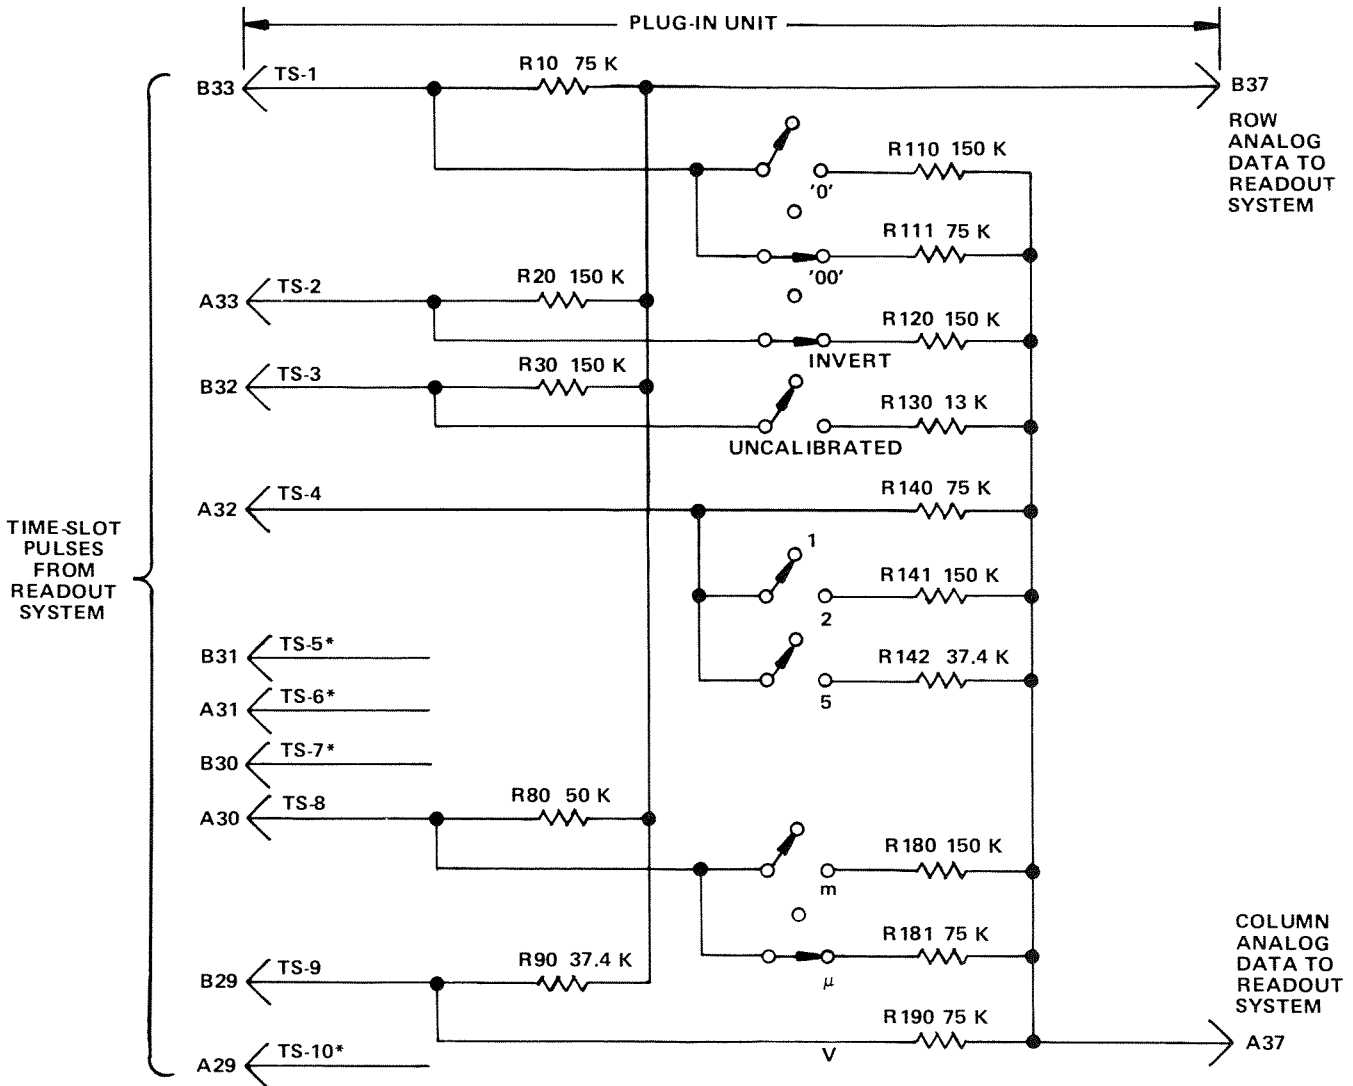 PLUG-IN UNIT
B33 TS-1 R10 75 K B37
ROW
ANALOG
DATA TO
READOUT
SYSTEM
R110 150 K
'0'
R111 75 K
'00'
A33 TS-2 R20 150 K
R120 150 K
INVERT
B32 TS-3 R30 150 K
R130 13 K
UNCALIBRATED
A32 TS-4 R140 75 K
TIME-SLOT
PULSES
FROM
READOUT
SYSTEM
1
R141 150 K
2
B31 TS-5*
R142 37.4 K
5
A31 TS-6*
B30 TS-7*
A30 TS-8 R80 50 K
R180 150 K
m
R181 75 K
μ
B29 TS-9 R90 37.4 K
COLUMN
ANALOG
DATA TO
READOUT
SYSTEM
R190 75 K
V
A37
A29 TS-10*